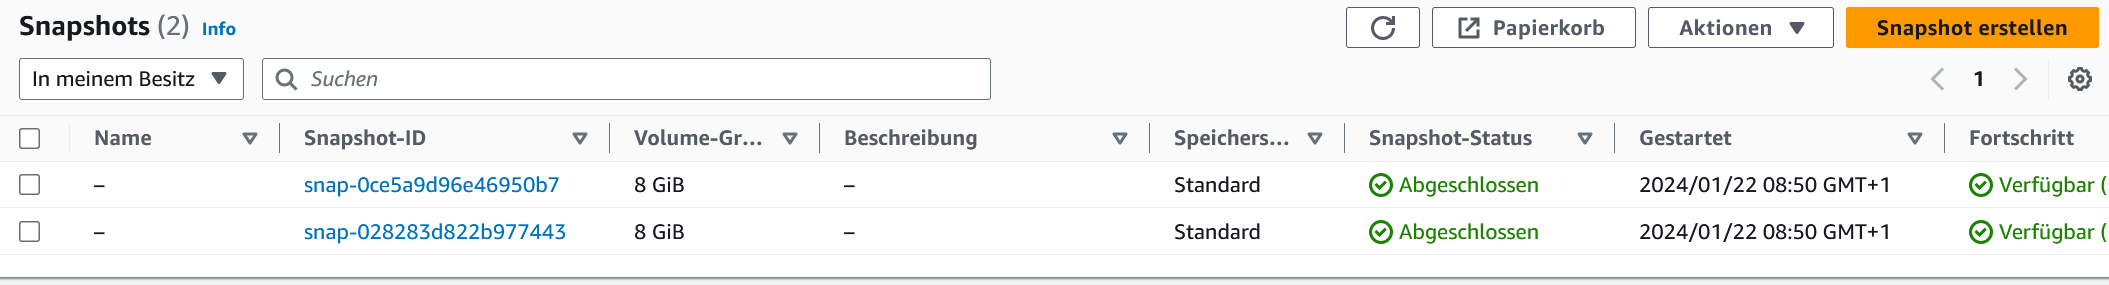 Snapshots (2) Info
Papierkorb Aktionen Snapshot erstellen
In meinem Besitz Suchen 1
Name Snapshot-ID Volume-Gr... Beschreibung Speichers... Snapshot-Status Gestartet Fortschritt
– snap-0ce5a9d96e46950b7 8 GiB – Standard Abgeschlossen 2024/01/22 08:50 GMT+1 Verfügbar (
– snap-028283d822b977443 8 GiB – Standard Abgeschlossen 2024/01/22 08:50 GMT+1 Verfügbar (